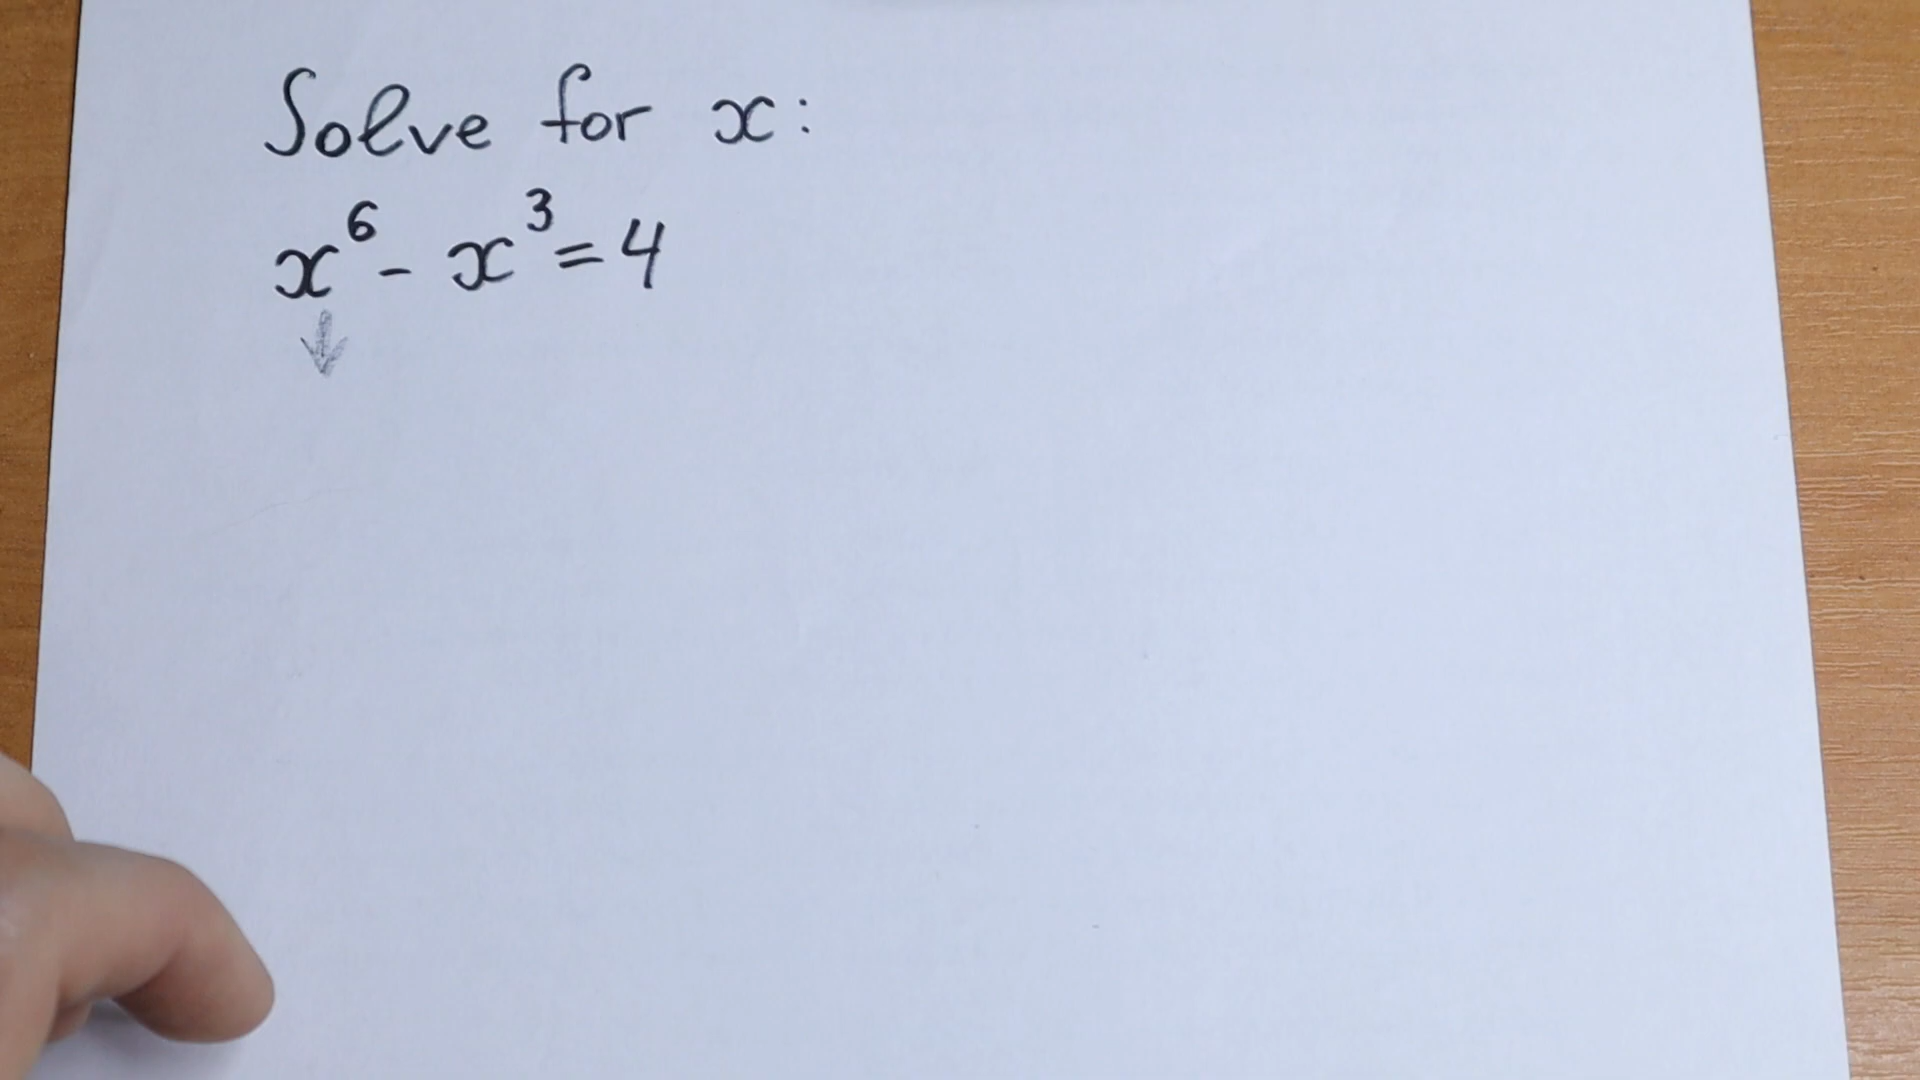 Solve for x:
x⁶ - x³ = 4